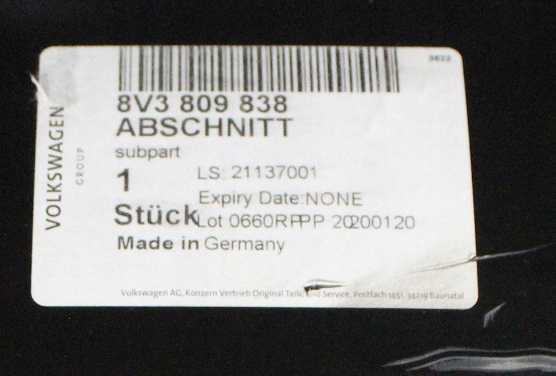 3622
8V3 809 838
ABSCHNITT
subpart
1
LS: 21137001
Expiry Date: NONE
Stück
Lot 0660RPPP 20200120
Made in Germany
Volkswagen AG, Konzern Vertrieb Original Teile und Service, Postfach 1451, 34219 Baunatal
VOLKSWAGEN
GROUP